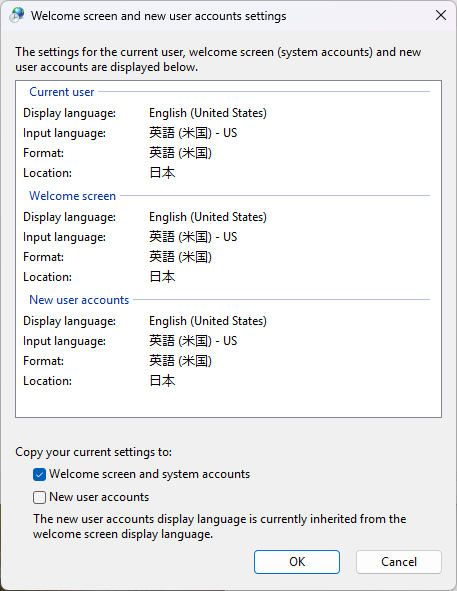 Welcome screen and new user accounts settings
The settings for the current user, welcome screen (system accounts) and new
user accounts are displayed below.
Current user
Display language: English (United States)
Input language: 英語 (米国) - US
Format: 英語 (米国)
Location: 日本
Welcome screen
Display language: English (United States)
Input language: 英語 (米国) - US
Format: 英語 (米国)
Location: 日本
New user accounts
Display language: English (United States)
Input language: 英語 (米国) - US
Format: 英語 (米国)
Location: 日本
Copy your current settings to:
Welcome screen and system accounts
New user accounts
The new user accounts display language is currently inherited from the
welcome screen display language.
OK Cancel